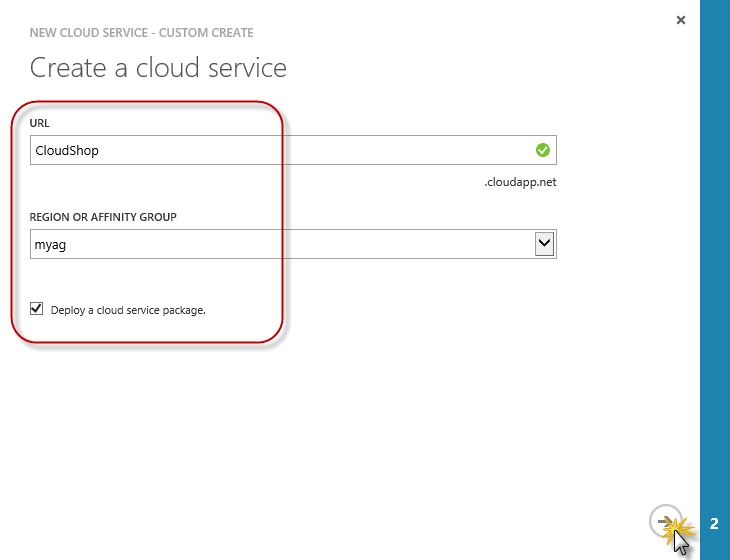 NEW CLOUD SERVICE - CUSTOM CREATE
Create a cloud service
URL
CloudShop
.cloudapp.net
REGION OR AFFINITY GROUP
myag
Deploy a cloud service package.
2